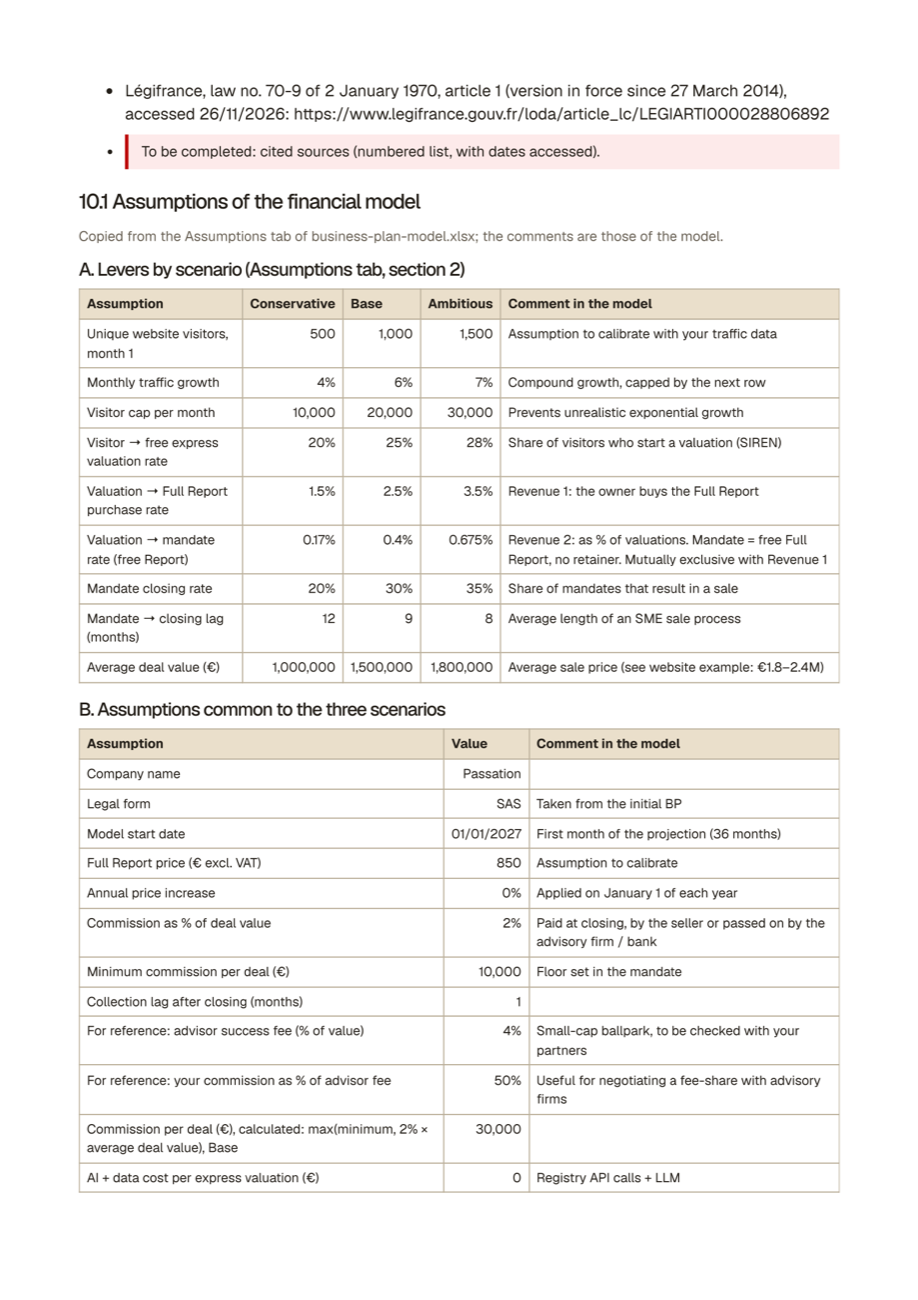 • Légifrance, law no. 70-9 of 2 January 1970, article 1 (version in force since 27 March 2014),
accessed 26/11/2026: https://www.legifrance.gouv.fr/loda/article_lc/LEGIARTI000028806892
• To be completed: cited sources (numbered list, with dates accessed).
10.1 Assumptions of the financial model
Copied from the Assumptions tab of business-plan-model.xlsx; the comments are those of the model.
A. Levers by scenario (Assumptions tab, section 2)
Assumption Conservative Base Ambitious Comment in the model
Unique website visitors, 500 1,000 1,500 Assumption to calibrate with your traffic data
month 1
Monthly traffic growth 4% 6% 7% Compound growth, capped by the next row
Visitor cap per month 10,000 20,000 30,000 Prevents unrealistic exponential growth
Visitor → free express 20% 25% 28% Share of visitors who start a valuation (SIREN)
valuation rate
Valuation → Full Report 1.5% 2.5% 3.5% Revenue 1: the owner buys the Full Report
purchase rate
Valuation → mandate 0.17% 0.4% 0.675% Revenue 2: as % of valuations. Mandate = free Full
rate (free Report) Report, no retainer. Mutually exclusive with Revenue 1
Mandate closing rate 20% 30% 35% Share of mandates that result in a sale
Mandate → closing lag 12 9 8 Average length of an SME sale process
(months)
Average deal value (€) 1,000,000 1,500,000 1,800,000 Average sale price (see website example: €1.8–2.4M)
B. Assumptions common to the three scenarios
Assumption Value Comment in the model
Company name Passation
Legal form SAS Taken from the initial BP
Model start date 01/01/2027 First month of the projection (36 months)
Full Report price (€ excl. VAT) 850 Assumption to calibrate
Annual price increase 0% Applied on January 1 of each year
Commission as % of deal value 2% Paid at closing, by the seller or passed on by the
advisory firm / bank
Minimum commission per deal (€) 10,000 Floor set in the mandate
Collection lag after closing (months) 1
For reference: advisor success fee (% of value) 4% Small-cap ballpark, to be checked with your
partners
For reference: your commission as % of advisor fee 50% Useful for negotiating a fee-share with advisory
firms
Commission per deal (€), calculated: max(minimum, 2% × 30,000
average deal value), Base
AI + data cost per express valuation (€) 0 Registry API calls + LLM